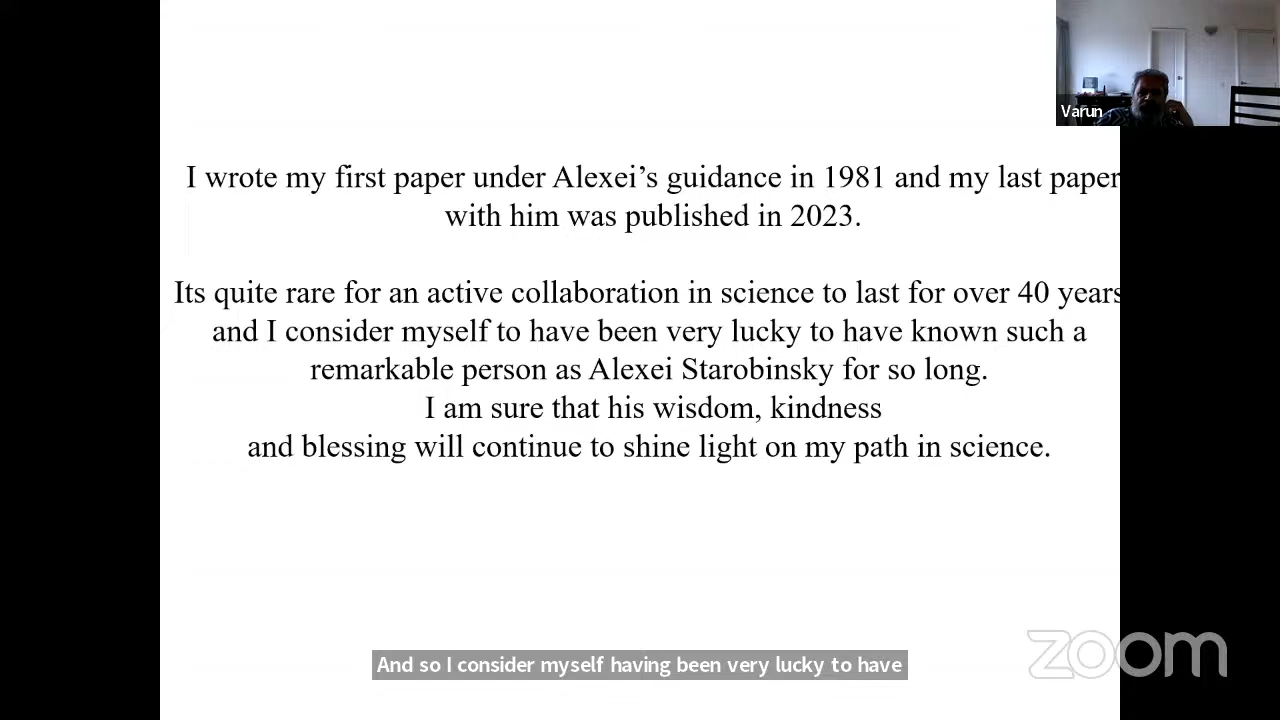 Varun
I wrote my first paper under Alexei’s guidance in 1981 and my last paper
with him was published in 2023.
Its quite rare for an active collaboration in science to last for over 40 years
and I consider myself to have been very lucky to have known such a
remarkable person as Alexei Starobinsky for so long.
I am sure that his wisdom, kindness
and blessing will continue to shine light on my path in science.
And so I consider myself having been very lucky to have
zoom